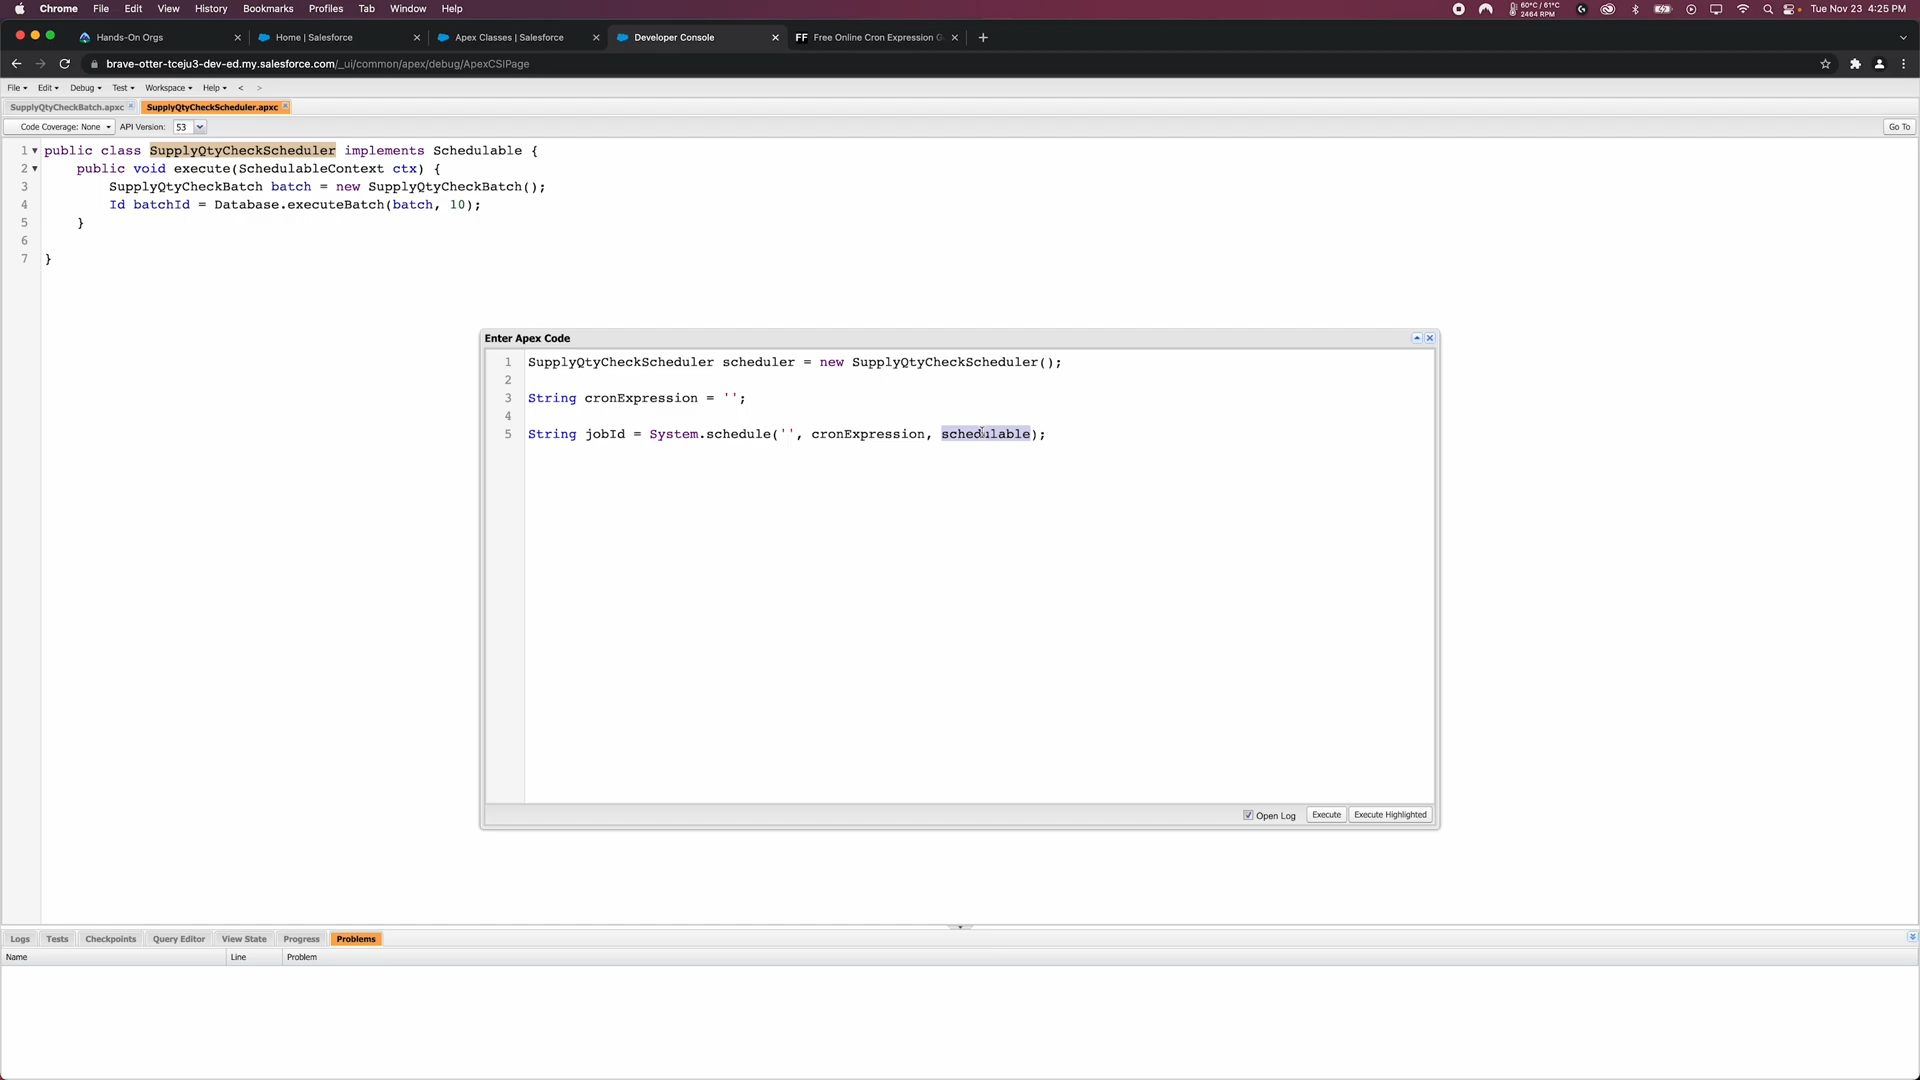 Chrome File Edit View History Bookmarks Profiles Tab Window Help 60°C / 61°C 2464 RPM Tue Nov 23 4:25 PM
Hands-On Orgs Home | Salesforce Apex Classes | Salesforce Developer Console FF Free Online Cron Expression G
brave-otter-tceju3-dev-ed.my.salesforce.com/_ui/common/apex/debug/ApexCSIPage
File Edit Debug Test Workspace Help < >
SupplyQtyCheckBatch.apxc SupplyQtyCheckScheduler.apxc
Code Coverage: None API Version: 53 Go To
1 public class SupplyQtyCheckScheduler implements Schedulable {
2 public void execute(SchedulableContext ctx) {
3 SupplyQtyCheckBatch batch = new SupplyQtyCheckBatch();
4 Id batchId = Database.executeBatch(batch, 10);
5 }
6
7 }
Enter Apex Code
1 SupplyQtyCheckScheduler scheduler = new SupplyQtyCheckScheduler();
2
3 String cronExpression = '';
4
5 String jobId = System.schedule('', cronExpression, schedulable);
Open Log Execute Execute Highlighted
Logs Tests Checkpoints Query Editor View State Progress Problems
Name Line Problem